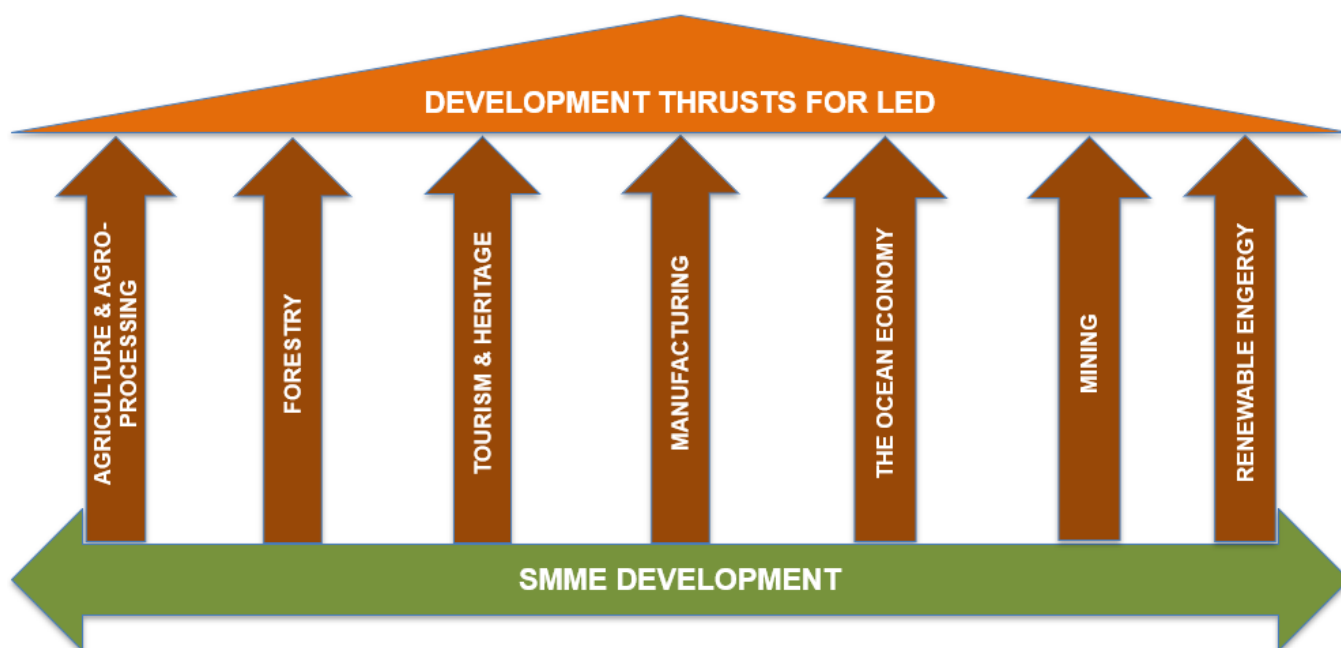 DEVELOPMENT THRUSTS FOR LED
AGRICULTURE & AGRO-
PROCESSING
FORESTRY
TOURISM & HERITAGE
MANUFACTURING
THE OCEAN ECONOMY
MINING
RENEWABLE ENGERGY
SMME DEVELOPMENT